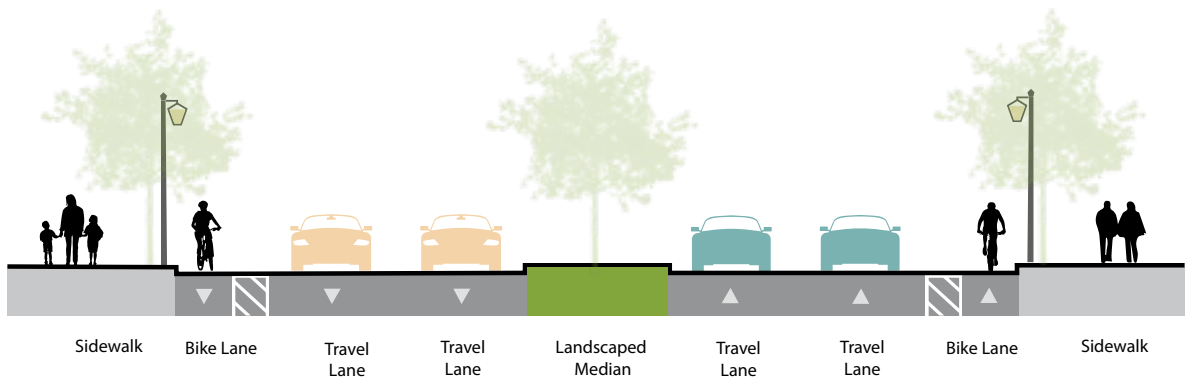 Sidewalk
Bike Lane
Travel
Lane
Travel
Lane
Landscaped
Median
Travel
Lane
Travel
Lane
Bike Lane
Sidewalk